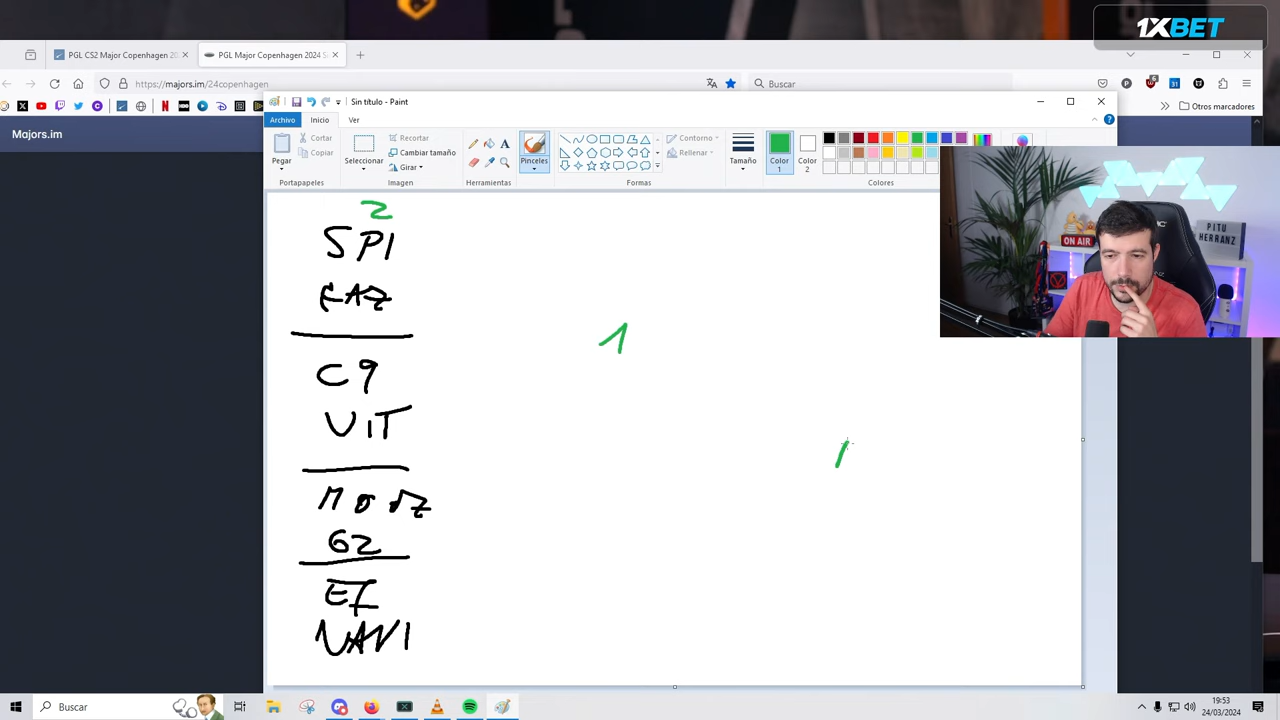 1XBET
PGL CS2 Major Copenhagen 202
PGL Major Copenhagen 2024 S
https://majors.im/24copenhagen
Buscar
Otros marcadores
Majors.im
Sin título - Paint
Archivo
Inicio
Ver
Pegar
Cortar
Copiar
Portapapeles
Seleccionar
Recortar
Cambiar tamaño
Girar
Imagen
Herramientas
Pinceles
Contorno
Rellenar
Formas
Tamaño
Color 1
Color 2
Colores
ON AIR
PITU
HERRANZ
2
SPI
FAZ
C9
VIT
MOUZ
G2
EF
NAVI
1
Buscar
19:53
24/03/2024